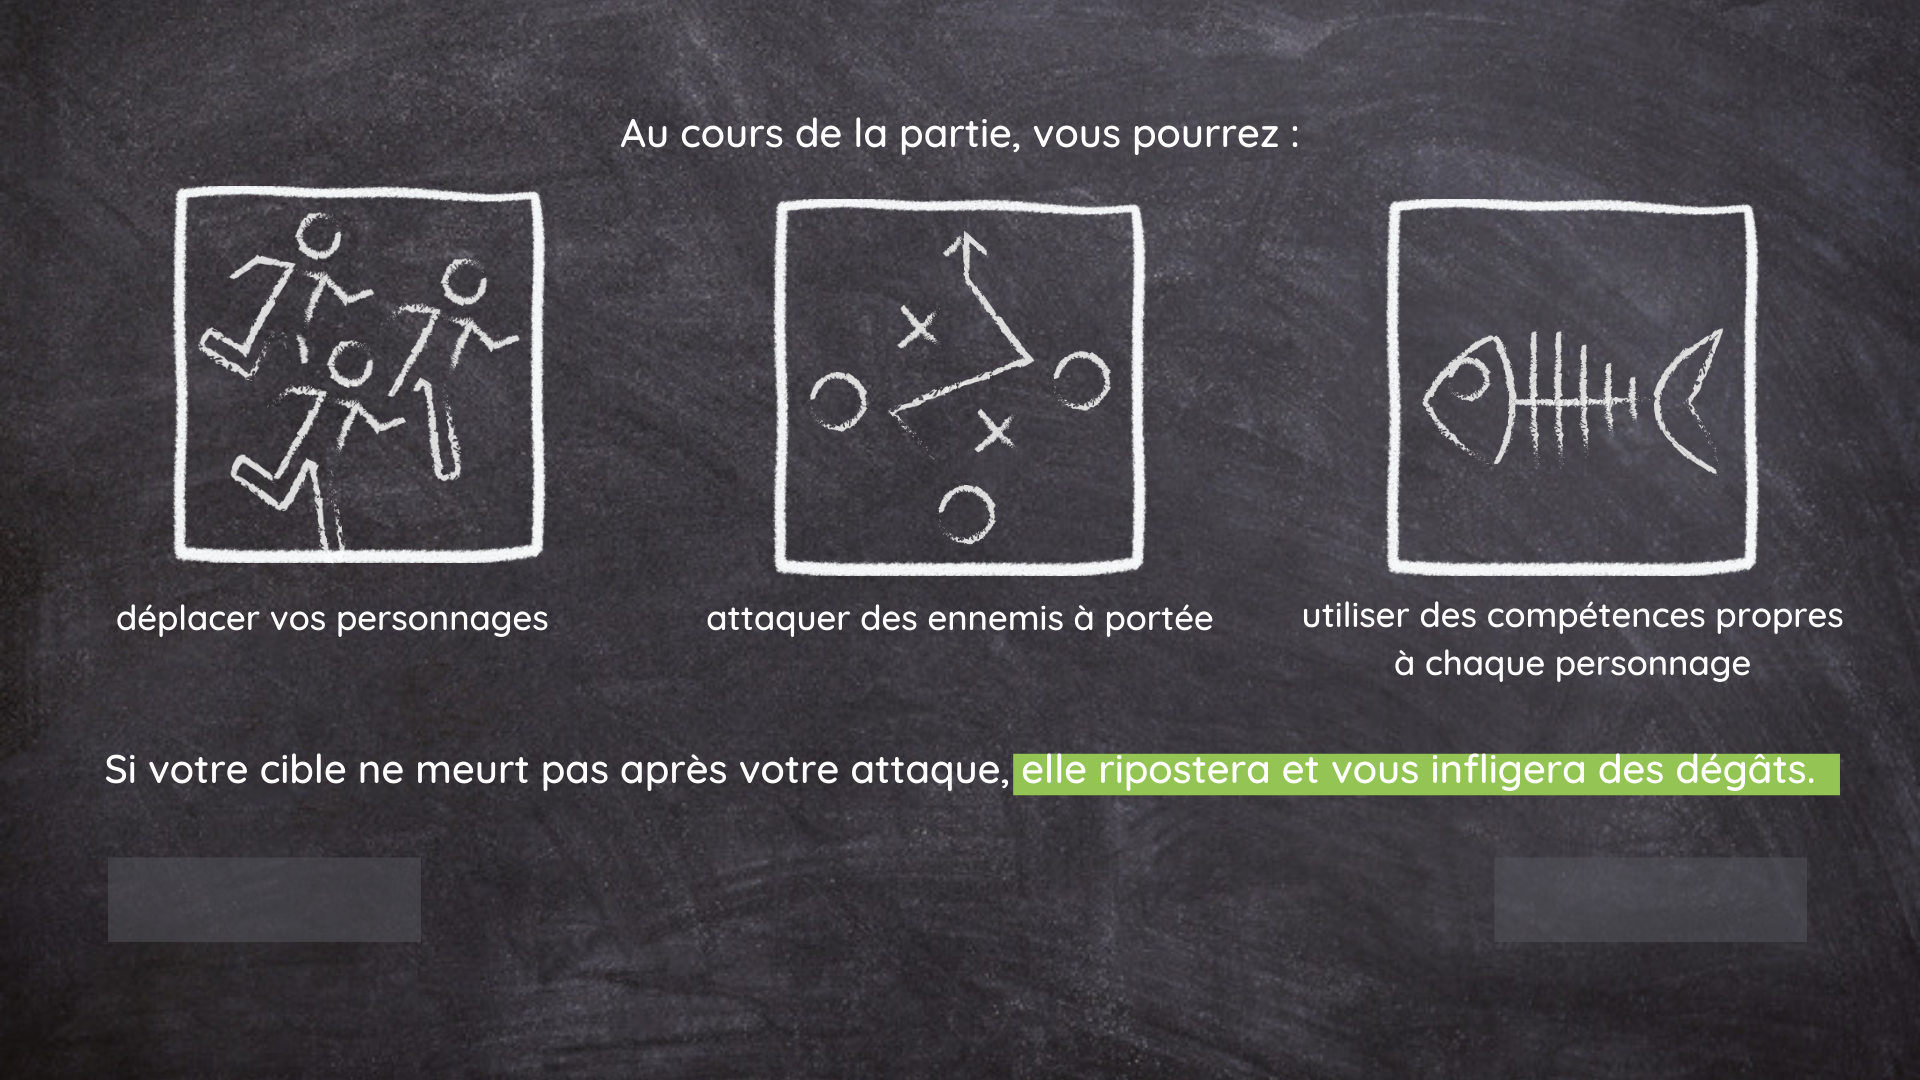 Au cours de la partie, vous pourrez :
déplacer vos personnages
attaquer des ennemis à portée
utiliser des compétences propres
à chaque personnage
Si votre cible ne meurt pas après votre attaque, elle ripostera et vous infligera des dégâts.